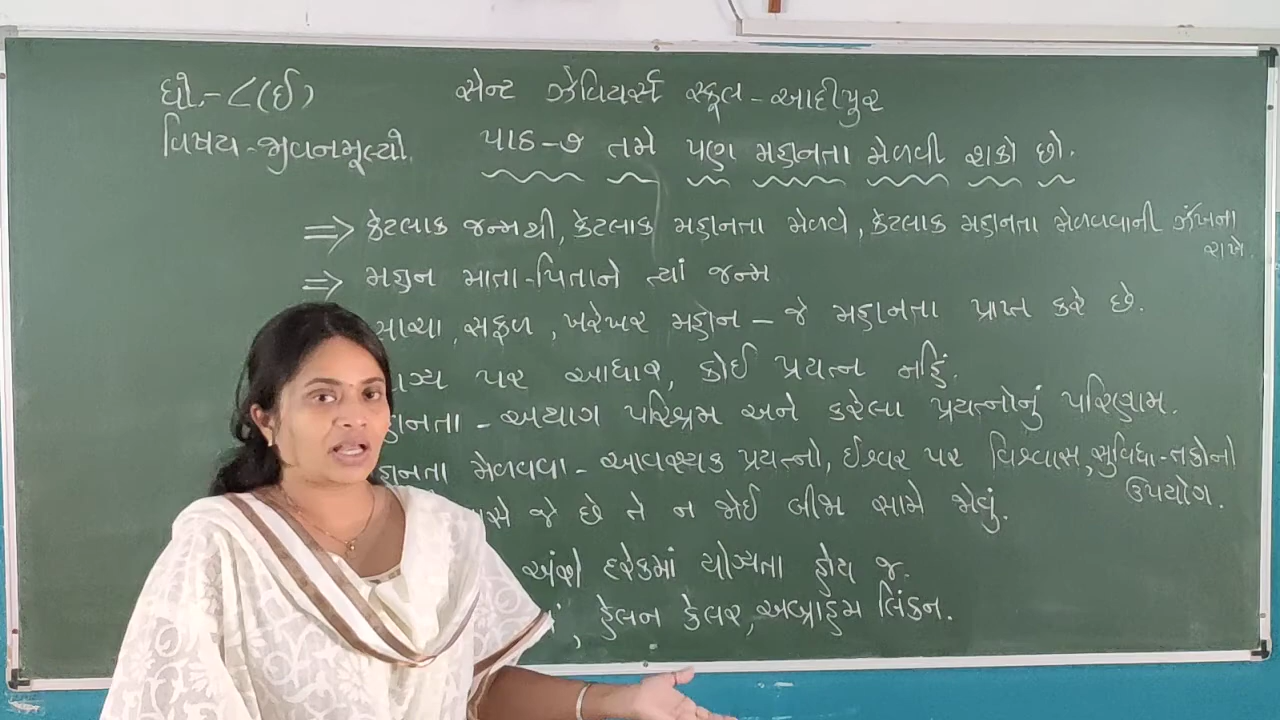 ધો.-૮(ઈ) સેન્ટ ઝેવિયર્સ સ્કૂલ-આદીપુર
વિષય-જીવનમૂલ્યો. પાઠ-૭ તમે પણ મહાનતા મેળવી શકો છો.
⇒ કેટલાક જન્મથી, કેટલાક મહાનતા મેળવે, કેટલાક મહાનતા મેળવવાની ઝંખના
રાખે.
⇒ મહાન માતા-પિતાને ત્યાં જન્મ
સાચા, સફળ, ખરેખર મહાન – જે મહાનતા પ્રાપ્ત કરે છે.
પર આધાર, કોઈ પ્રયત્ન નહિં.
- અથાગ પરિશ્રમ અને કરેલા પ્રયત્નોનું પરિણામ.
મેળવવા- આવશ્યક પ્રયત્નો, ઈશ્વર પર વિશ્વાસ, સુવિધા-તકોનો
ઉપયોગ.
જે છે તે ન જોઈ બીજા સામે જોવું.
અંશે દરેકમાં યોગ્યતા હોય જ.
, હેલન કેલર, અબ્રાહમ લિંકન.